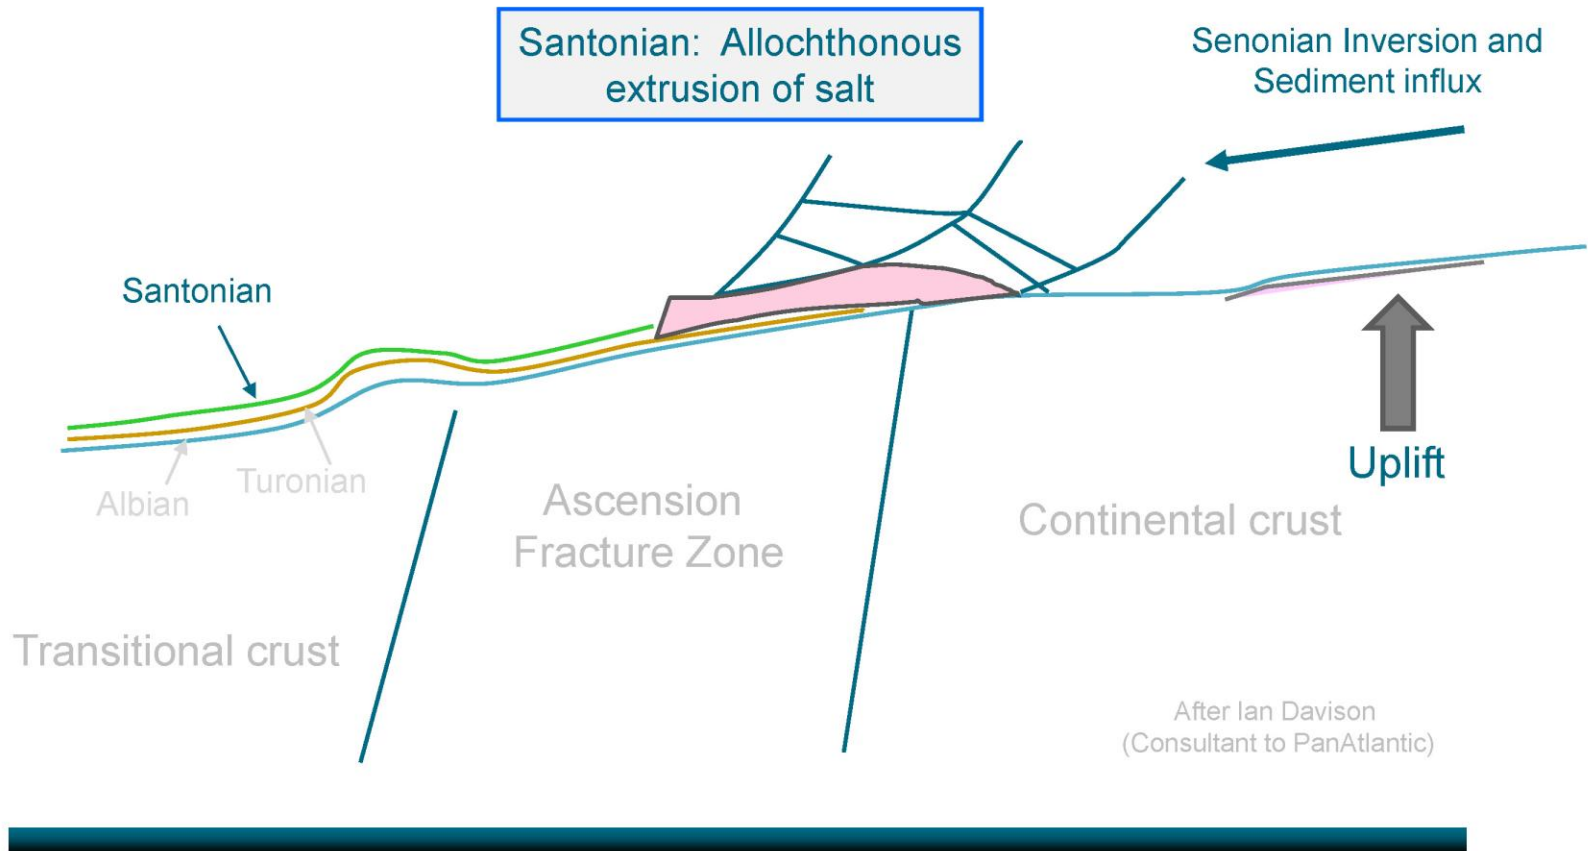 Santonian: Allochthonous
extrusion of salt
Senonian Inversion and
Sediment influx
Santonian
Albian
Turonian
Ascension
Fracture Zone
Continental crust
Uplift
Transitional crust
After Ian Davison
(Consultant to PanAtlantic)